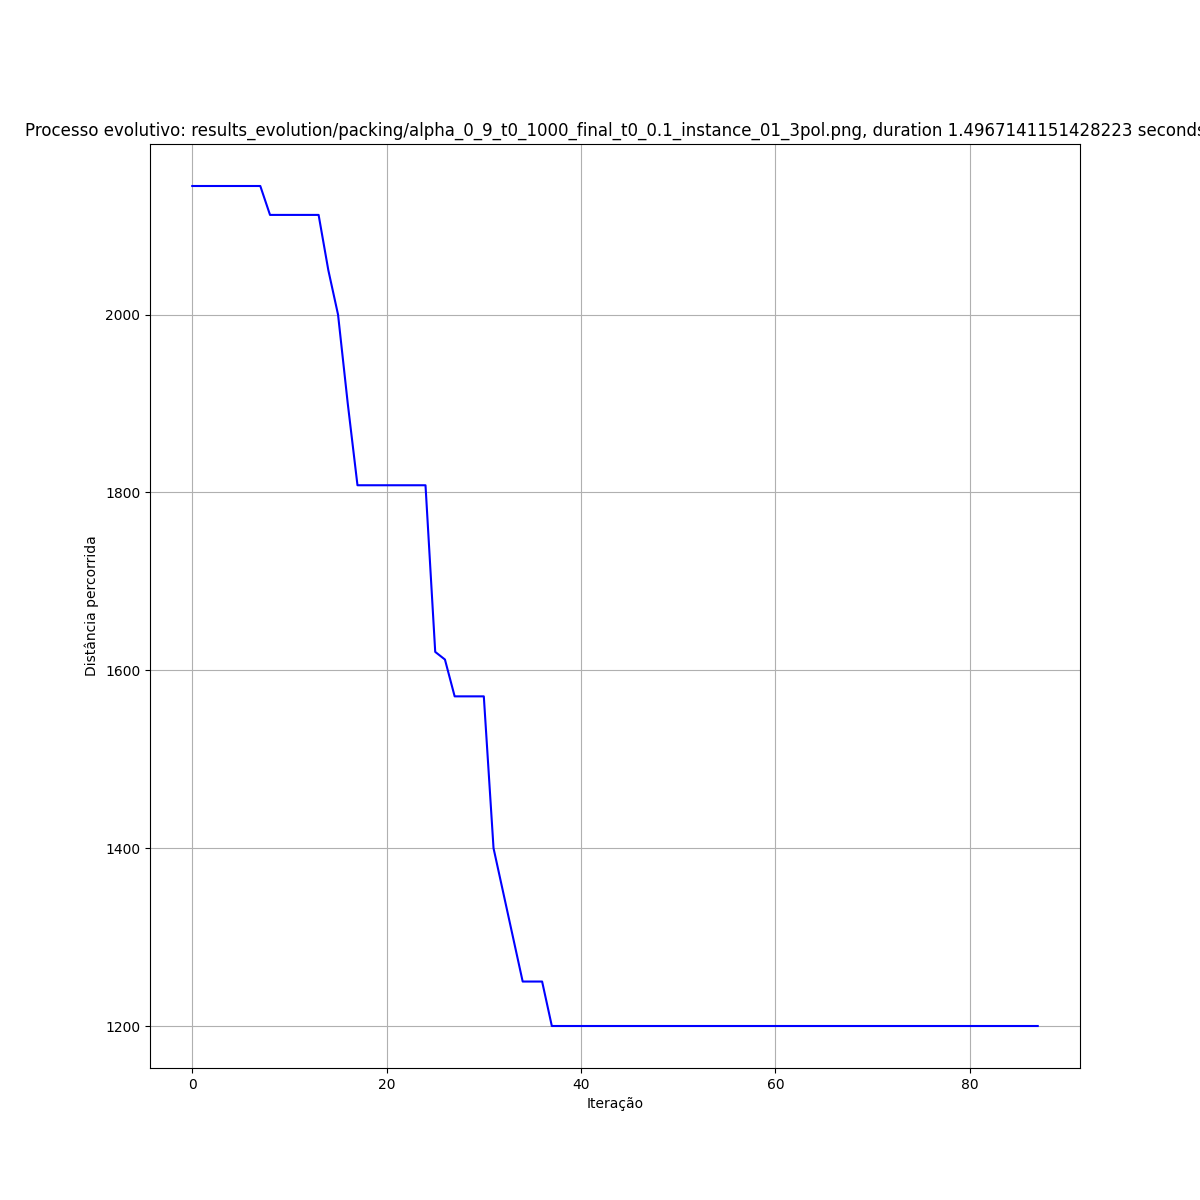 Processo evolutivo: results_evolution/packing/alpha_0_9_t0_1000_final_t0_0.1_instance_01_3pol.png, duration 1.4967141151428223 seconds
2000
1800
1600
1400
1200
Distância percorrida
0 20 40 60 80
Iteração